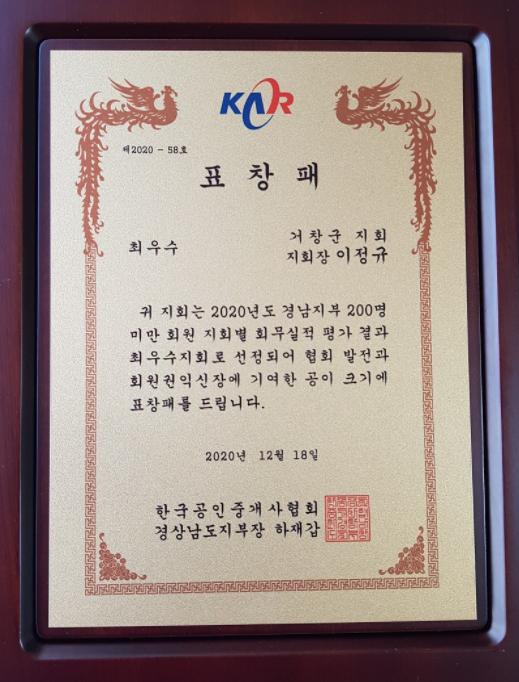 KAR
제2020 - 58호
표 창 패
최우수
거창군 지회
지회장 이정규
귀 지회는 2020년도 경남지부 200명
미만 회원 지회별 회무실적 평가 결과
최우수지회로 선정되어 협회 발전과
회원권익신장에 기여한 공이 크기에
표창패를 드립니다.
2020년 12월 18일
한국공인중개사협회
경상남도지부장 하재갑